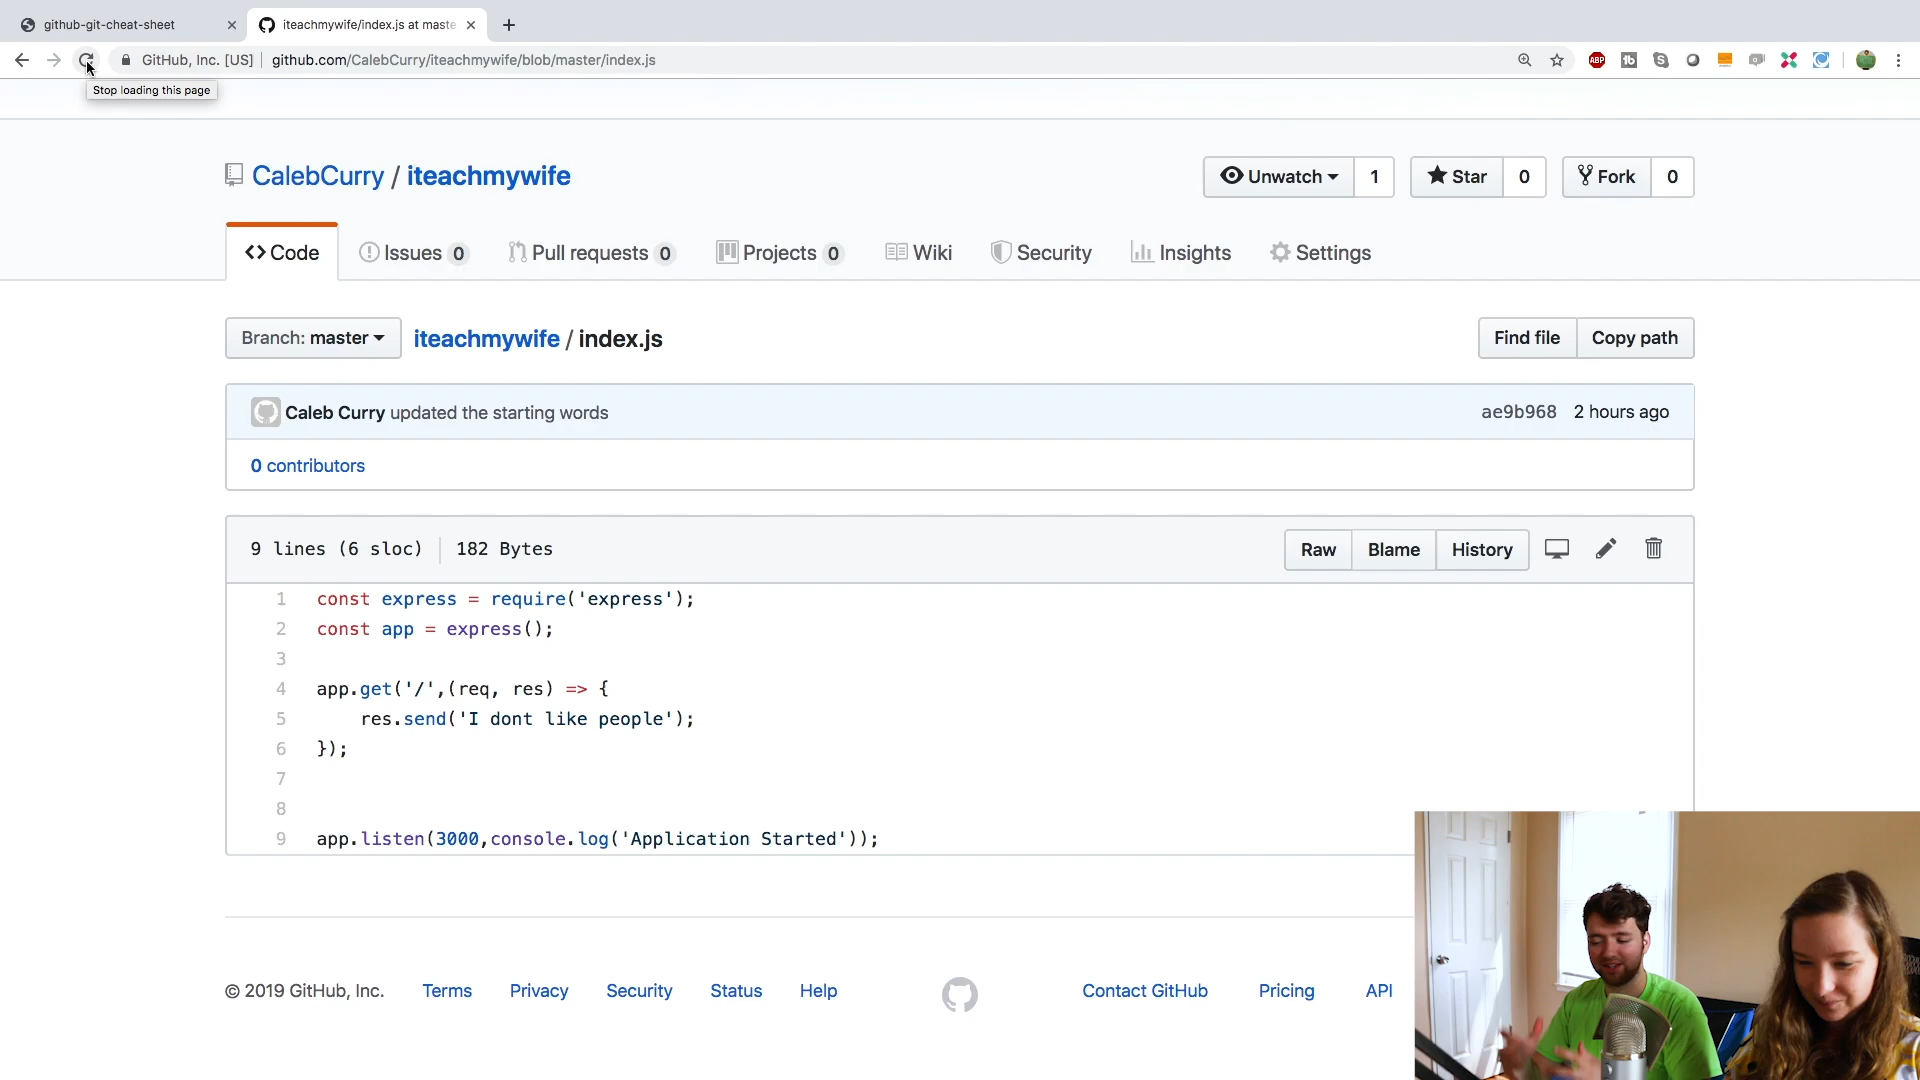 github-git-cheat-sheet
iteachmywife/index.js at maste
GitHub, Inc. [US] github.com/CalebCurry/iteachmywife/blob/master/index.js
ABP
Stop loading this page
CalebCurry / iteachmywife
Unwatch 1 Star 0 Fork 0
Code Issues 0 Pull requests 0 Projects 0 Wiki Security Insights Settings
Branch: master iteachmywife / index.js Find file Copy path
Caleb Curry updated the starting words ae9b968 2 hours ago
0 contributors
9 lines (6 sloc) 182 Bytes Raw Blame History
1 const express = require('express');
2 const app = express();
3
4 app.get('/',(req, res) => {
5 res.send('I dont like people');
6 });
7
8
9 app.listen(3000,console.log('Application Started'));
© 2019 GitHub, Inc. Terms Privacy Security Status Help Contact GitHub Pricing API